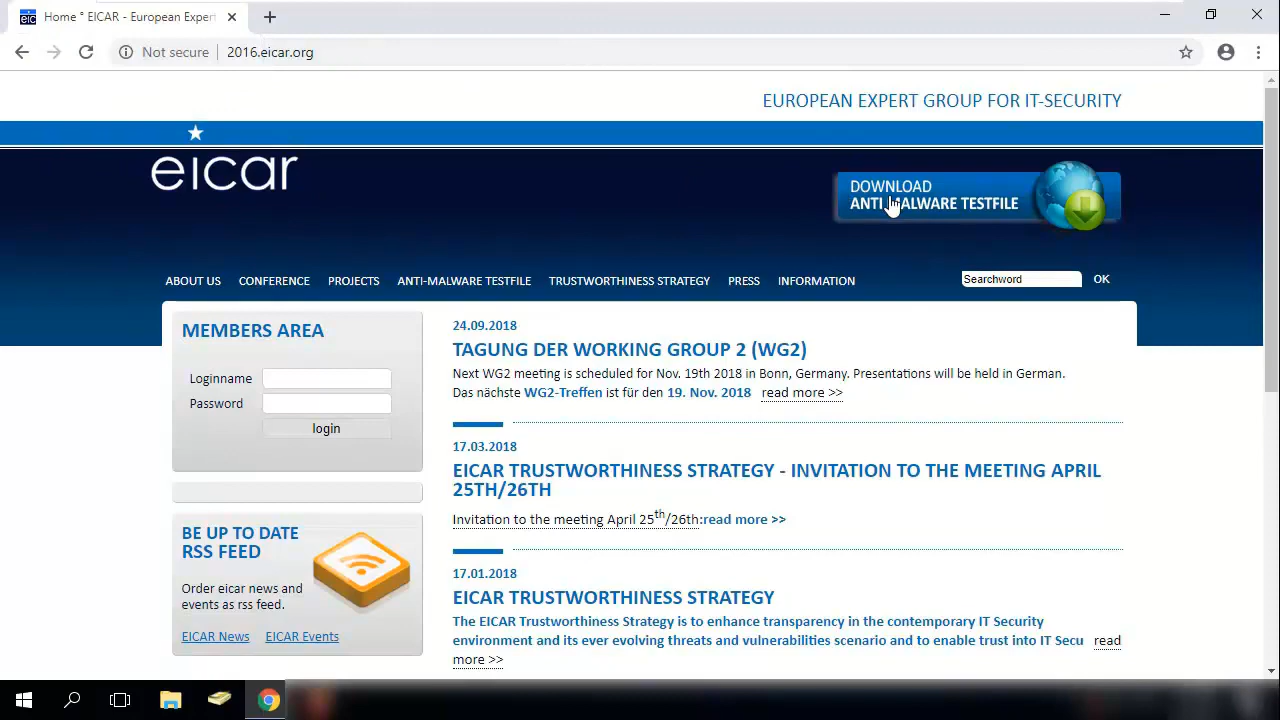 Home ° EICAR - European Expert
Not secure
2016.eicar.org
EUROPEAN EXPERT GROUP FOR IT-SECURITY
eicar
DOWNLOAD
ANTI-MALWARE TESTFILE
ABOUT US CONFERENCE PROJECTS ANTI-MALWARE TESTFILE TRUSTWORTHINESS STRATEGY PRESS INFORMATION
Searchword OK
MEMBERS AREA
Loginname
Password
login
BE UP TO DATE
RSS FEED
Order eicar news and
events as rss feed.
EICAR News EICAR Events
24.09.2018
TAGUNG DER WORKING GROUP 2 (WG2)
Next WG2 meeting is scheduled for Nov. 19th 2018 in Bonn, Germany. Presentations will be held in German.
Das nächste WG2-Treffen ist für den 19. Nov. 2018 read more >>
17.03.2018
EICAR TRUSTWORTHINESS STRATEGY - INVITATION TO THE MEETING APRIL
25TH/26TH
Invitation to the meeting April 25th/26th:read more >>
17.01.2018
EICAR TRUSTWORTHINESS STRATEGY
The EICAR Trustworthiness Strategy is to enhance transparency in the contemporary IT Security
environment and its ever evolving threats and vulnerabilities scenario and to enable trust into IT Secu read
more >>